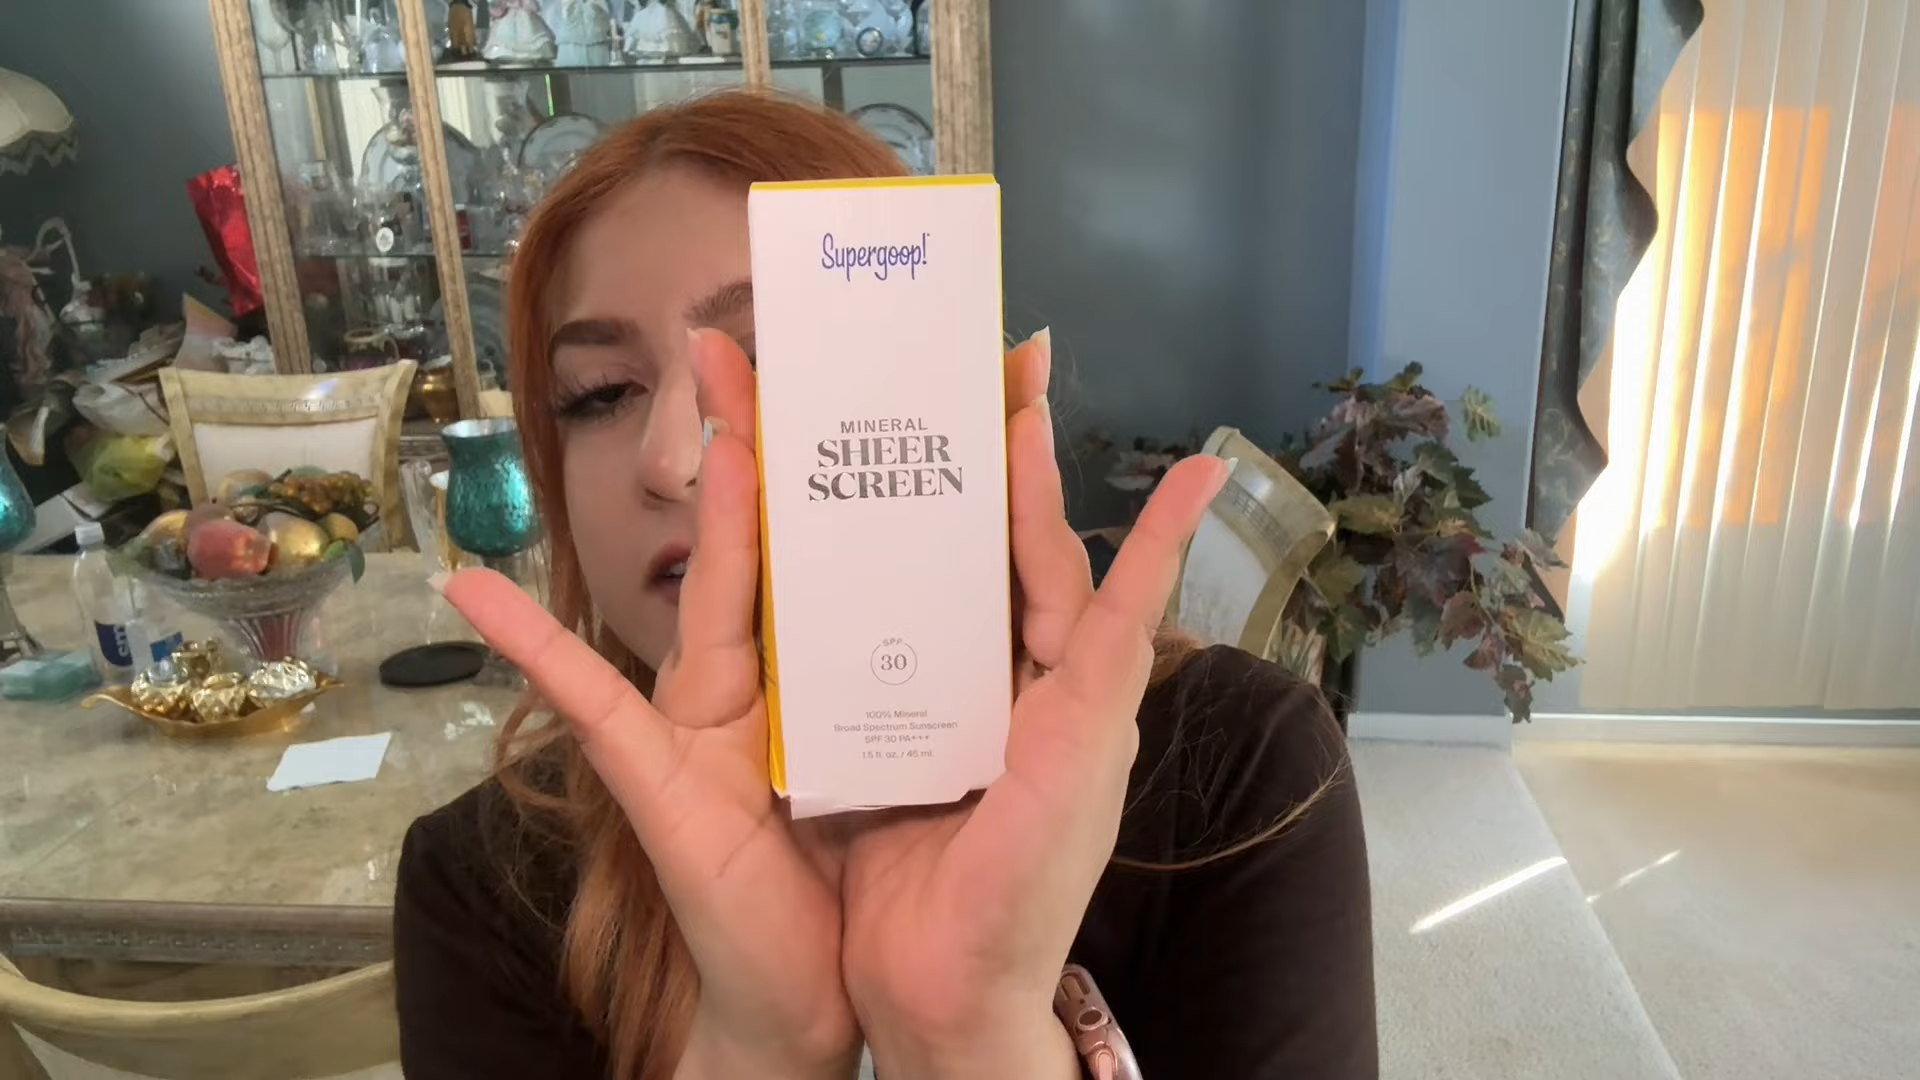 Supergoop!
MINERAL
SHEER
SCREEN
SPF
30
100% Mineral
Broad Spectrum Sunscreen
SPF 30 PA+++
1.5 fl. oz. / 45 ml.